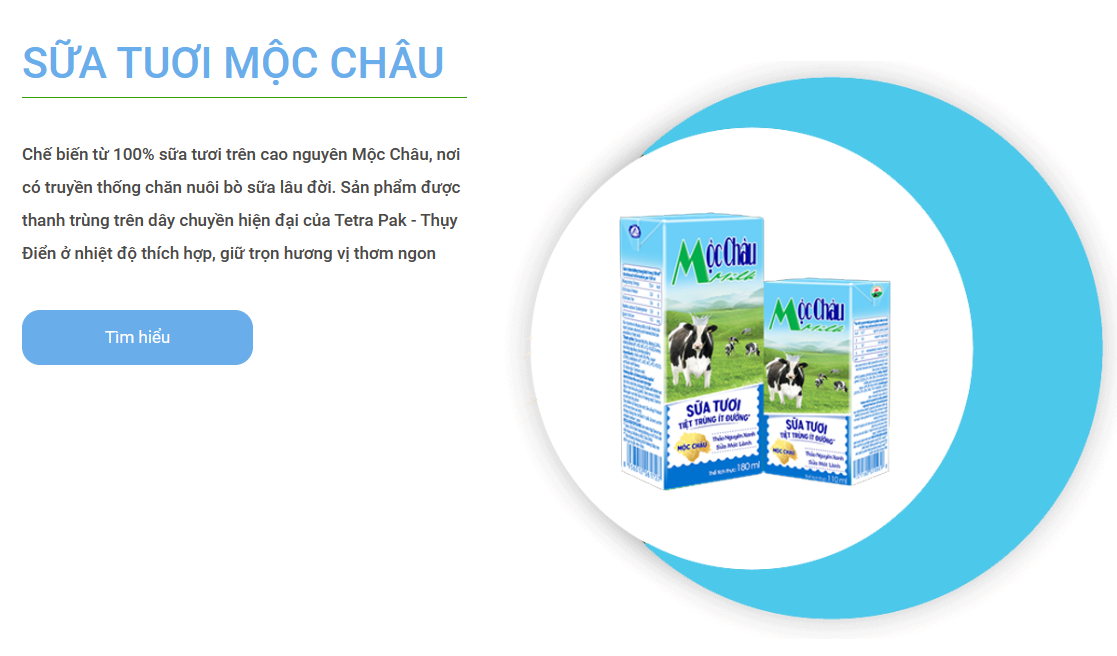 SỮA TUƠI MỘC CHÂU
Chế biến từ 100% sữa tươi trên cao nguyên Mộc Châu, nơi
có truyền thống chăn nuôi bò sữa lâu đời. Sản phẩm được
thanh trùng trên dây chuyền hiện đại của Tetra Pak - Thụy
Điển ở nhiệt độ thích hợp, giữ trọn hương vị thơm ngon
Tìm hiểu
Mộc Châu
Milk
SỮA TƯƠI
TIỆT TRÙNG ÍT ĐƯỜNG
MỘC CHÂU
Thảo Nguyên Xanh
Sữa Mát Lành
Thể tích thực 180 ml
Mộc Châu
Milk
SỮA TƯƠI
TIỆT TRÙNG ÍT ĐƯỜNG
MỘC CHÂU
Thảo Nguyên Xanh
Sữa Mát Lành
110 ml